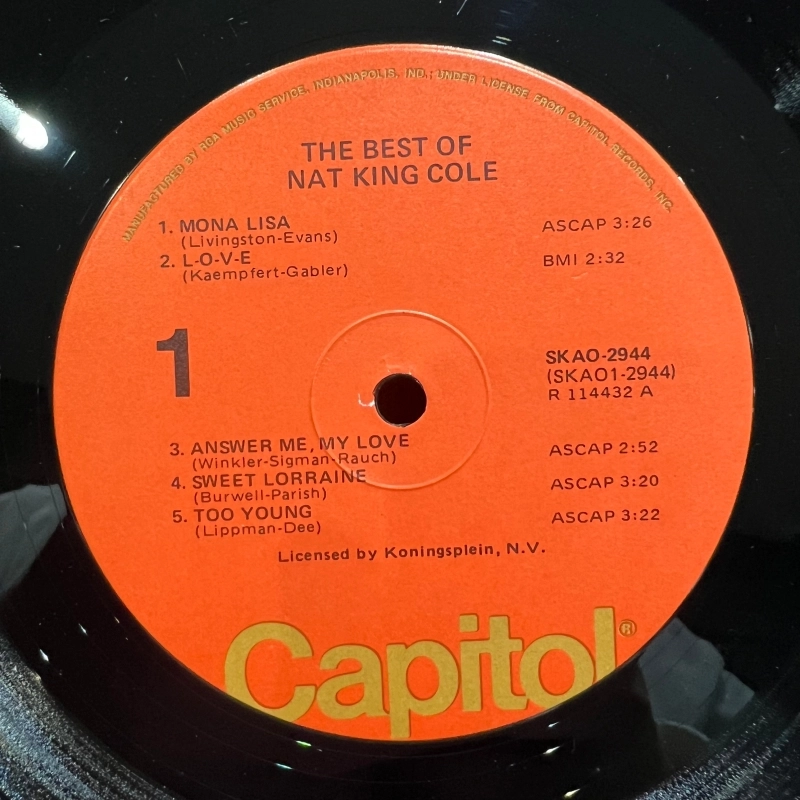 MANUFACTURED BY RCA MUSIC SERVICE, INDIANAPOLIS, IND.; UNDER LICENSE FROM CAPITOL RECORDS, INC.
THE BEST OF
NAT KING COLE
1. MONA LISA ASCAP 3:26
(Livingston-Evans)
2. L-O-V-E BMI 2:32
(Kaempfert-Gabler)
1
SKAO-2944
(SKAO1-2944)
R 114432 A
3. ANSWER ME, MY LOVE ASCAP 2:52
(Winkler-Sigman-Rauch)
4. SWEET LORRAINE ASCAP 3:20
(Burwell-Parish)
5. TOO YOUNG ASCAP 3:22
(Lippman-Dee)
Licensed by Koningsplein, N.V.
Capitol®